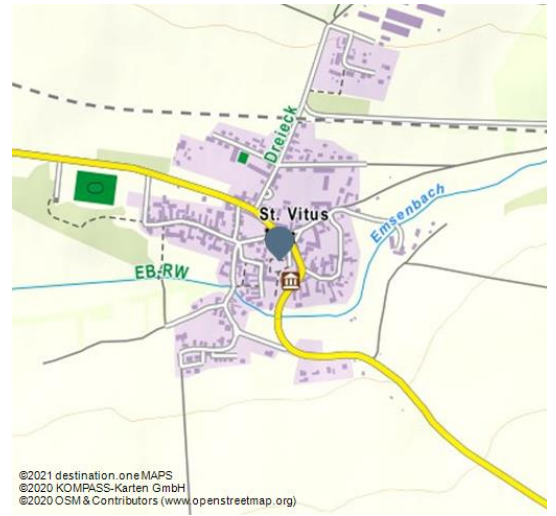 Dreieck
St. Vitus
Emsenbach
EB-RW
©2021 destination.one MAPS
©2020 KOMPASS-Karten GmbH
©2020 OSM & Contributors (www.openstreetmap.org)